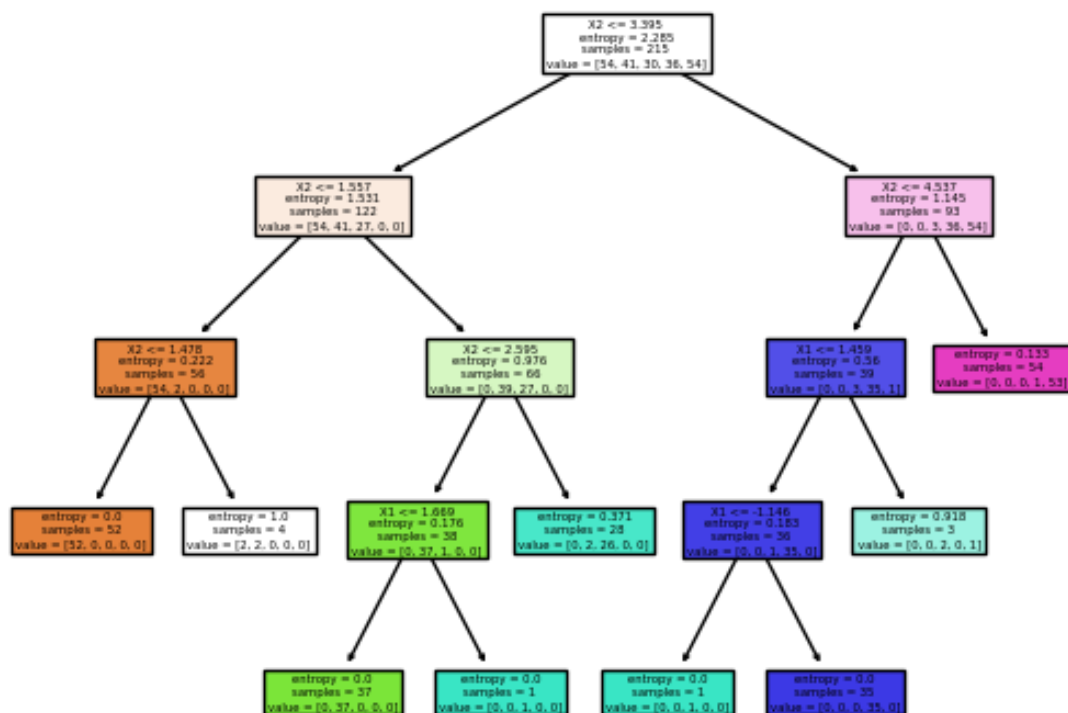 X2 <= 3.395
entropy = 2.285
samples = 215
value = [54, 41, 30, 36, 54]
X2 <= 1.557
entropy = 1.531
samples = 122
value = [54, 41, 27, 0, 0]
X2 <= 4.537
entropy = 1.145
samples = 93
value = [0, 0, 3, 36, 54]
X2 <= 1.478
entropy = 0.222
samples = 56
value = [54, 2, 0, 0, 0]
X2 <= 2.595
entropy = 0.976
samples = 66
value = [0, 39, 27, 0, 0]
X1 <= 1.459
entropy = 0.56
samples = 39
value = [0, 0, 3, 35, 1]
entropy = 0.133
samples = 54
value = [0, 0, 0, 1, 53]
entropy = 0.0
samples = 52
value = [52, 0, 0, 0, 0]
entropy = 1.0
samples = 4
value = [2, 2, 0, 0, 0]
X1 <= 1.669
entropy = 0.176
samples = 38
value = [0, 37, 1, 0, 0]
entropy = 0.371
samples = 28
value = [0, 2, 26, 0, 0]
X1 <= -1.146
entropy = 0.183
samples = 36
value = [0, 0, 1, 35, 0]
entropy = 0.918
samples = 3
value = [0, 0, 2, 0, 1]
entropy = 0.0
samples = 37
value = [0, 37, 0, 0, 0]
entropy = 0.0
samples = 1
value = [0, 0, 1, 0, 0]
entropy = 0.0
samples = 1
value = [0, 0, 1, 0, 0]
entropy = 0.0
samples = 35
value = [0, 0, 0, 35, 0]